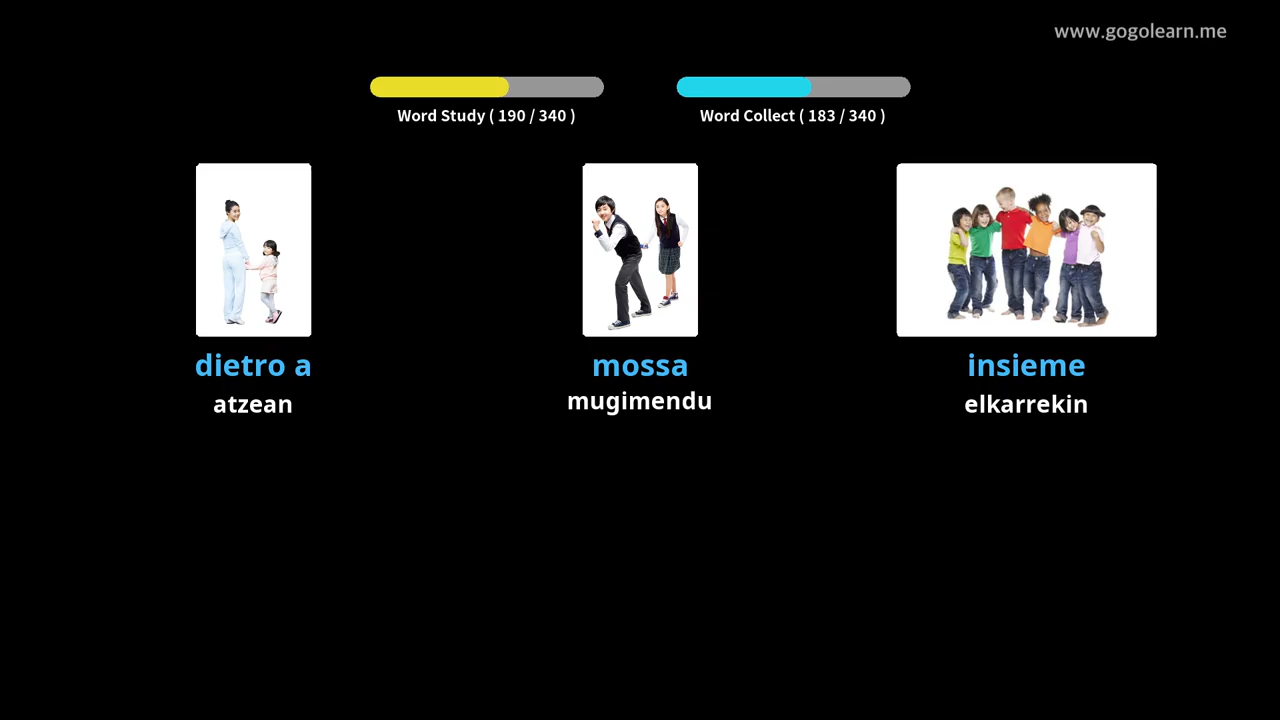 www.gogolearn.me
Word Study ( 190 / 340 )
Word Collect ( 183 / 340 )
dietro a
atzean
mossa
mugimendu
insieme
elkarrekin